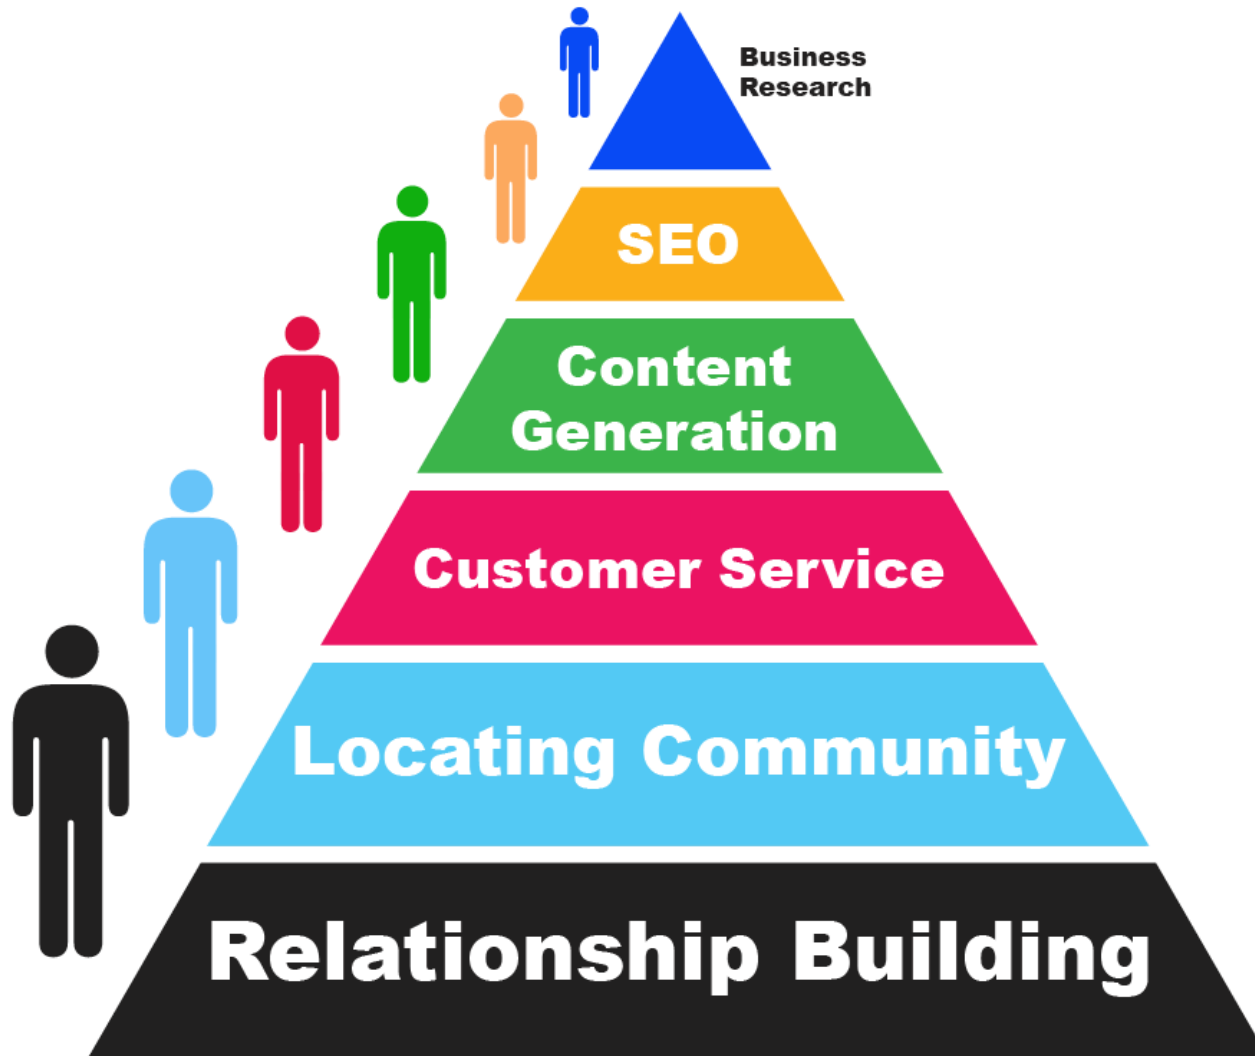 Business
Research
SEO
Content
Generation
Customer Service
Locating Community
Relationship Building